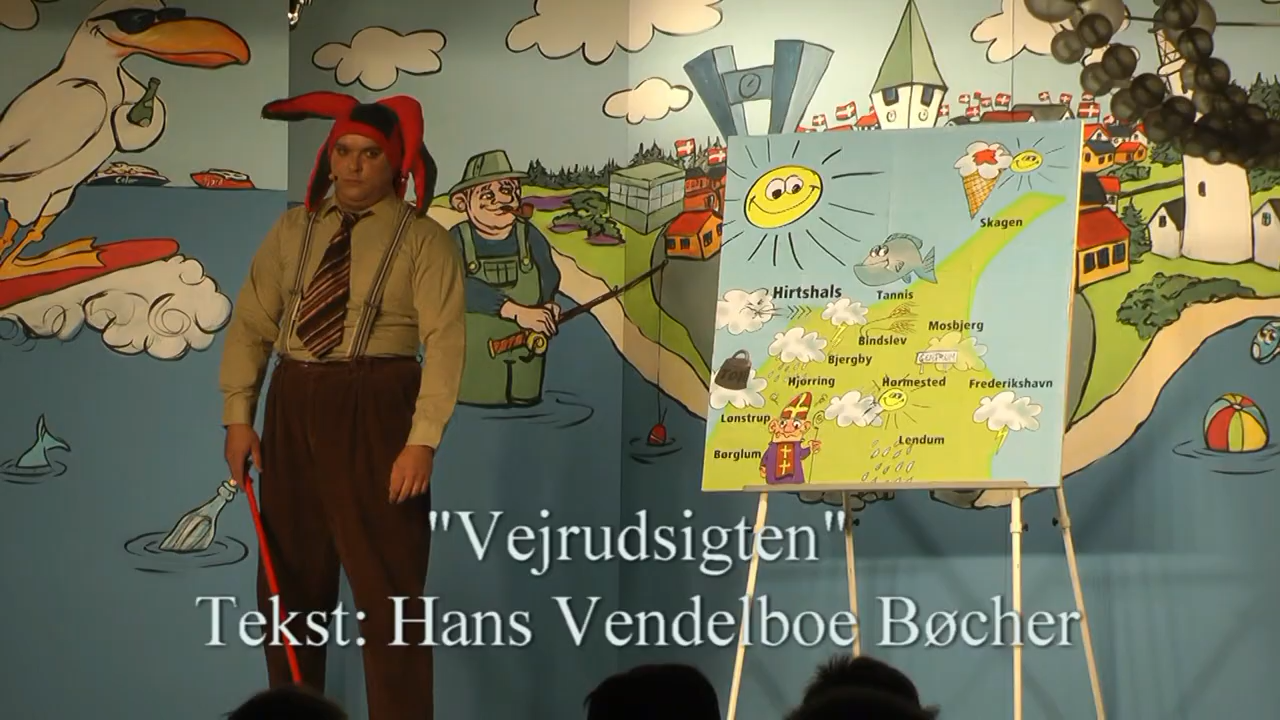 Skagen
Hirtshals
Tannis
Mosbjerg
Bindslev
Bjergby
Hjørring
Hørmested
Frederikshavn
Lønstrup
Lendum
Børglum
"Vejrudsigten"
Tekst: Hans Vendelboe Bøcher